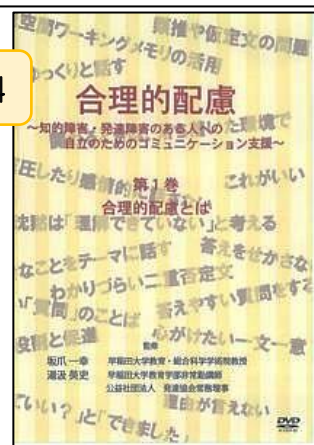 空間ワーキングメモリの活用
類推や仮定文の問題
ゆっくりと話す
4
合理的配慮
～知的障害・発達障害のある人への
自立のためのコミュニケーション支援～
た環境で
圧したり感情的に
これがいい
第1巻
合理的配慮とは
沈黙は「理解できていない」と考える
なことをテーマに話す
答えをせかさな
わかりづらい二重否定文
い「質問」のことば
答えやすい質問をする
促進
心がけたい一文一意
監修
坂爪 一幸 早稲田大学教育・総合科学学術院教授
湯汲 英史 早稲田大学教育学部非常勤講師
公益社団法人 発達協会常務理事
ていい?」と「できました」
理由が言えない
DVD